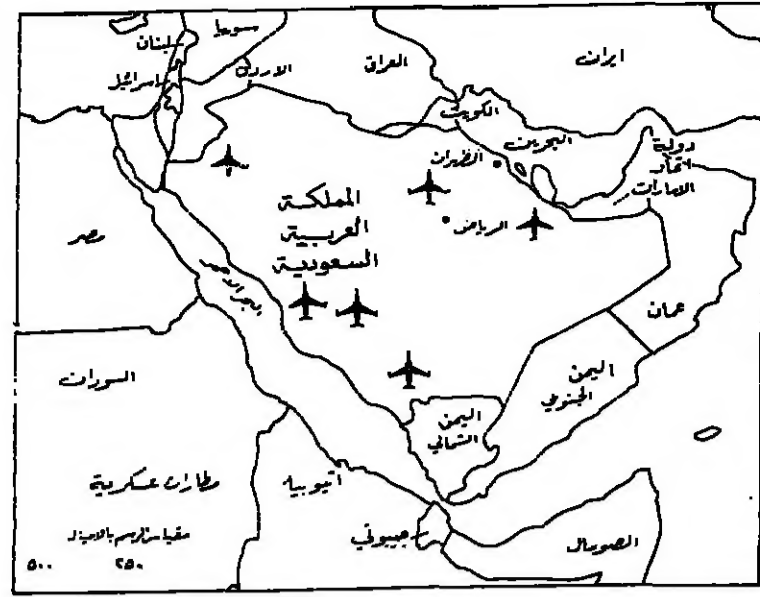 سوريا
لبنان
اسرائيل
الاردن
العراق
ايران
الكويت
البحرين
الظهران
دولة
اتحاد
الامارات
المملكة
العربية
السعودية
الرياض
مصر
البحر الاحمر
عمان
السودان
اليمن
الجنوبي
اليمن
الشمالي
مطارات عسكرية
اتيوبيا
جيبوتي
الصومال
مقياس الرسم بالاميال
٥٠٠ ٢٥٠